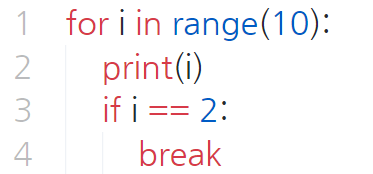 1 for i in range(10):
2     print(i)
3     if i == 2:
4         break